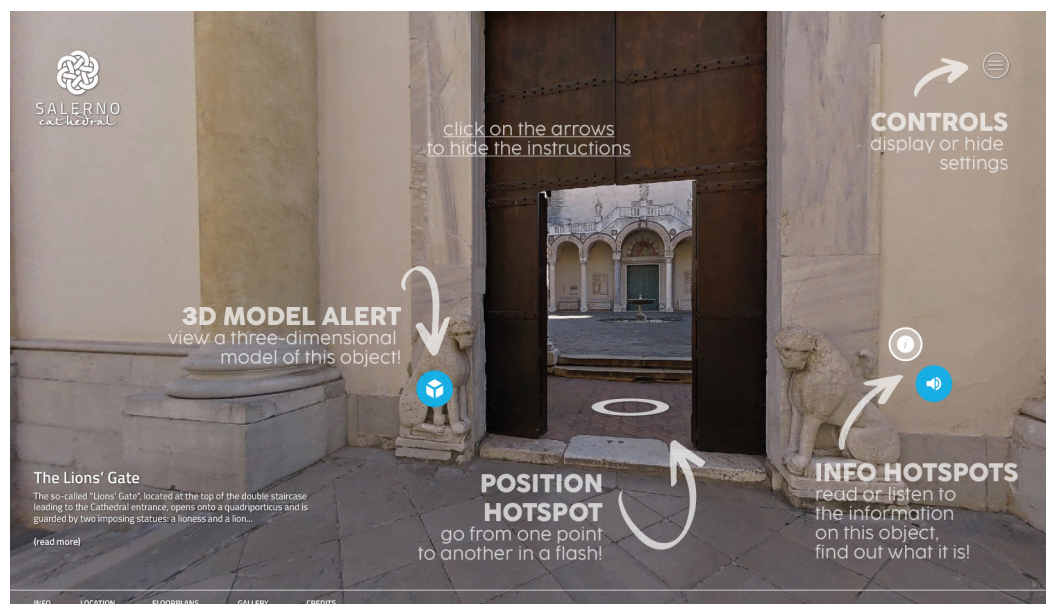 SALERNO
cathedral
click on the arrows
to hide the instructions
CONTROLS
display or hide
settings
3D MODEL ALERT
view a three-dimensional
model of this object!
i
POSITION
HOTSPOT
go from one point
to another in a flash!
INFO HOTSPOTS
read or listen to
the information
on this object,
find out what it is!
The Lions' Gate
The so-called "Lions' Gate", located at the top of the double staircase
leading to the Cathedral entrance, opens onto a quadriporticus and is
guarded by two imposing statues: a lioness and a lion...
(read more)
INFO LOCATION FLOORPLANS GALLERY CREDITS